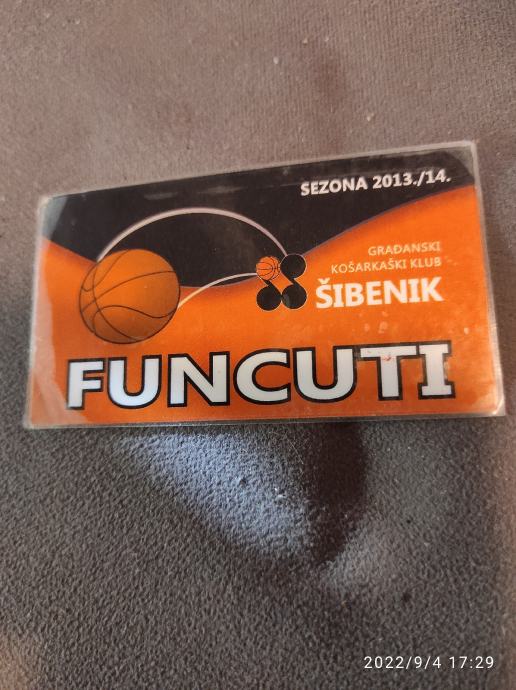 SEZONA 2013./14.
GRAĐANSKI
KOŠARKAŠKI KLUB
ŠIBENIK
FUNCUTI
2022/9/4 17:29